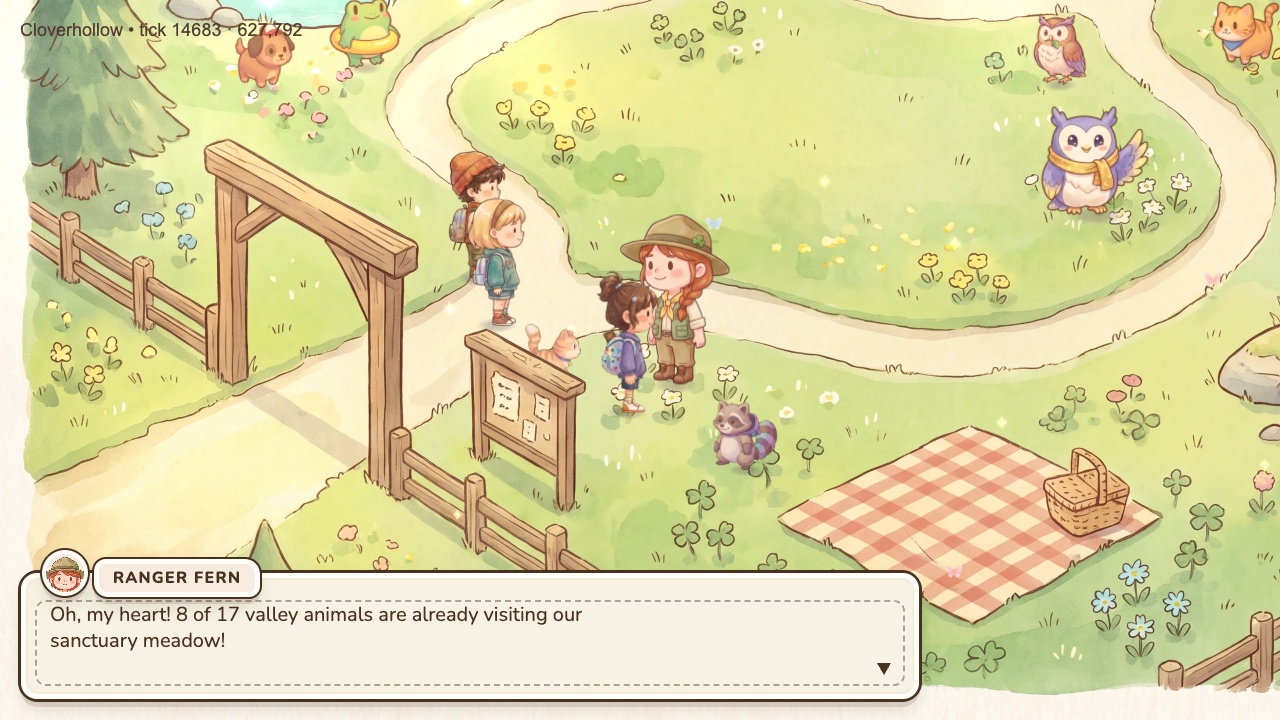 Cloverhollow • tick 14683 · 627,792
RANGER FERN
Oh, my heart! 8 of 17 valley animals are already visiting our
sanctuary meadow!